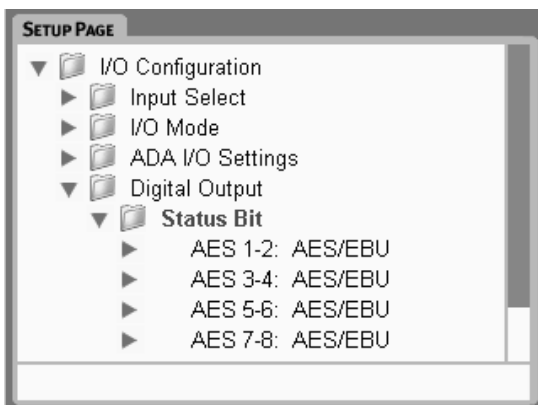 SETUP PAGE
I/O Configuration
Input Select
I/O Mode
ADA I/O Settings
Digital Output
Status Bit
AES 1-2: AES/EBU
AES 3-4: AES/EBU
AES 5-6: AES/EBU
AES 7-8: AES/EBU